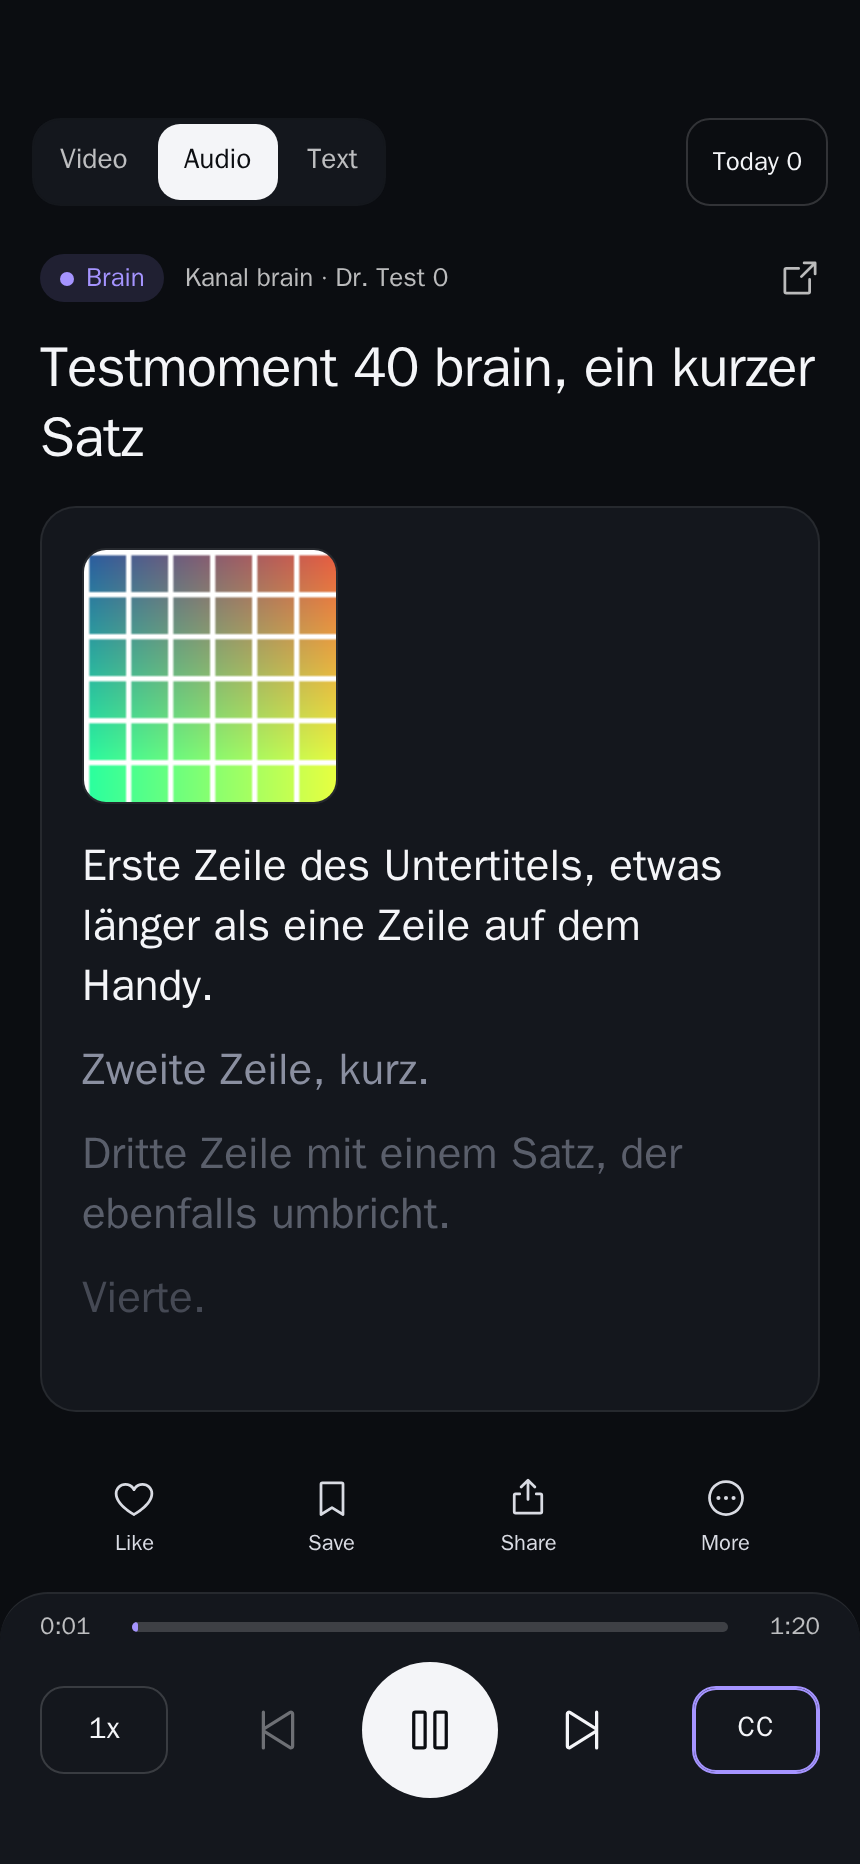 Video Audio Text Today 0
Brain Kanal brain · Dr. Test 0
Testmoment 40 brain, ein kurzer
Satz
Erste Zeile des Untertitels, etwas
länger als eine Zeile auf dem
Handy.
Zweite Zeile, kurz.
Dritte Zeile mit einem Satz, der
ebenfalls umbricht.
Vierte.
Like Save Share More
0:01 1:20
1x CC